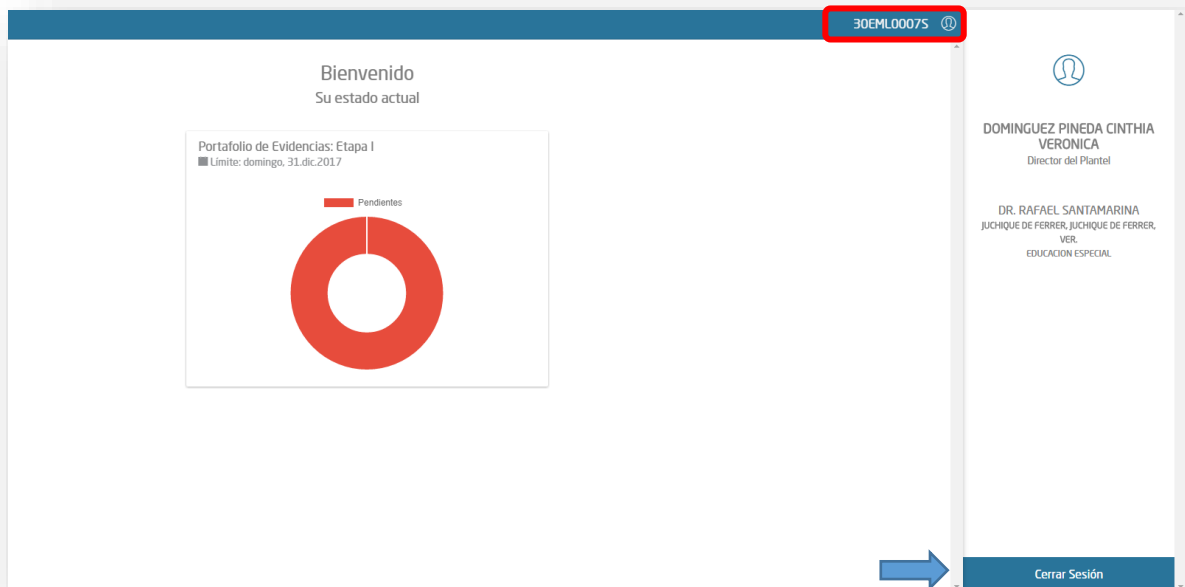 30EML0007S
Bienvenido
Su estado actual
Portafolio de Evidencias: Etapa I
Límite: domingo, 31.dic.2017
Pendientes
DOMINGUEZ PINEDA CINTHIA
VERONICA
Director del Plantel
DR. RAFAEL SANTAMARINA
JUCHIQUE DE FERRER, JUCHIQUE DE FERRER,
VER.
EDUCACION ESPECIAL
Cerrar Sesión